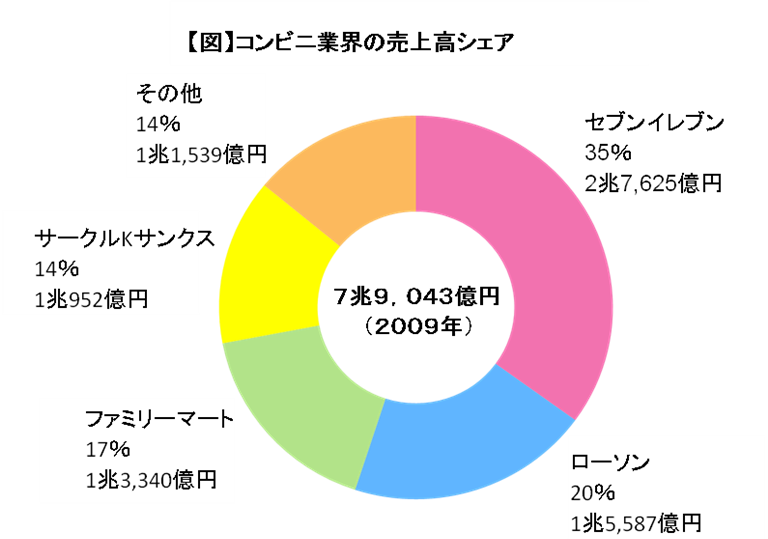 【図】コンビニ業界の売上高シェア
その他
14%
1兆1,539億円
セブンイレブン
35%
2兆7,625億円
サークルKサンクス
14%
1兆952億円
7兆9，043億円
（2009年）
ファミリーマート
17%
1兆3,340億円
ローソン
20%
1兆5,587億円